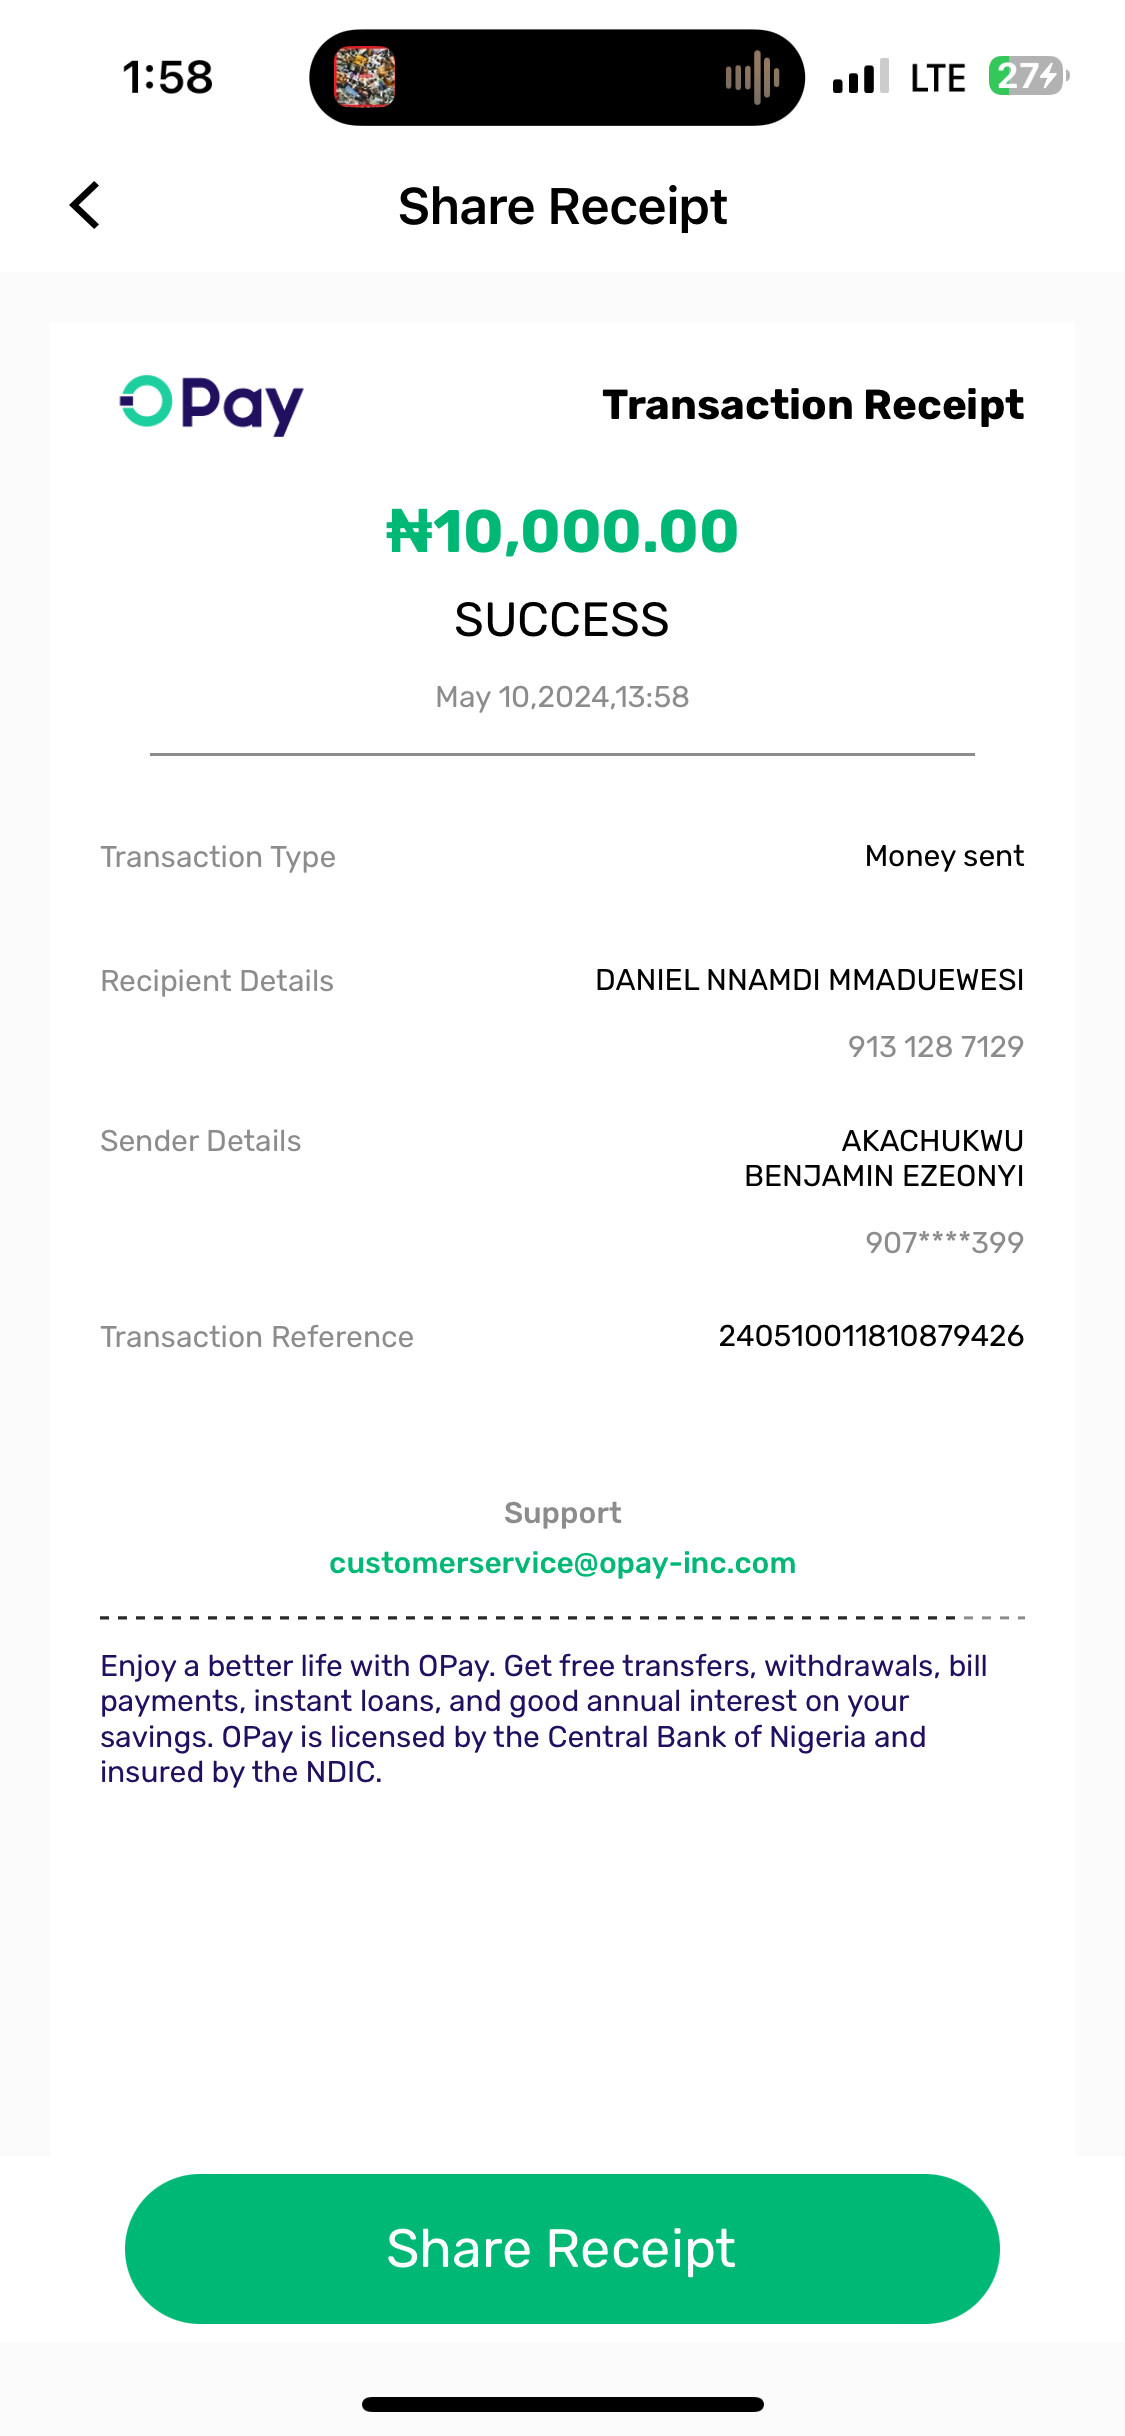 1:58
LTE
27
Share Receipt
OPay
Transaction Receipt
₦10,000.00
SUCCESS
May 10,2024,13:58
Transaction Type
Money sent
Recipient Details
DANIEL NNAMDI MMADUEWESI
913 128 7129
Sender Details
AKACHUKWU
BENJAMIN EZEONYI
907****399
Transaction Reference
240510011810879426
Support
customerservice@opay-inc.com
Enjoy a better life with OPay. Get free transfers, withdrawals, bill
payments, instant loans, and good annual interest on your
savings. OPay is licensed by the Central Bank of Nigeria and
insured by the NDIC.
Share Receipt